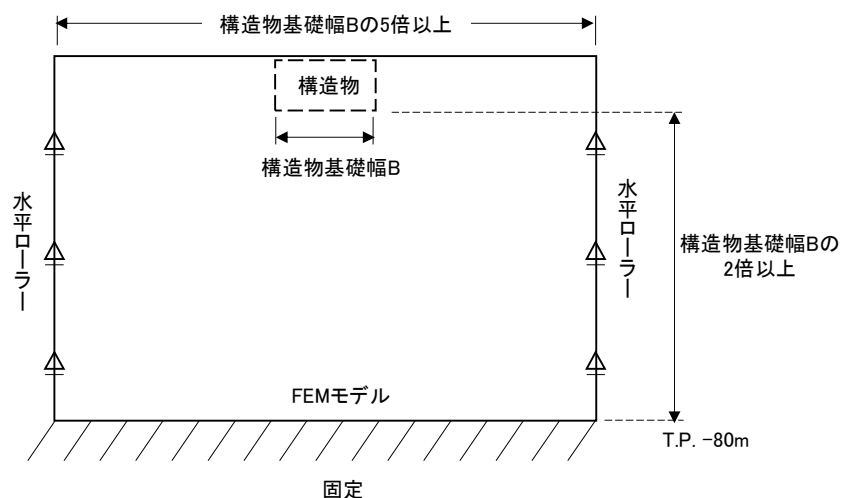 構造物基礎幅Bの5倍以上
構造物
構造物基礎幅B
水平ローラー
水平ローラー
構造物基礎幅Bの
2倍以上
FEMモデル
T.P. -80m
固定